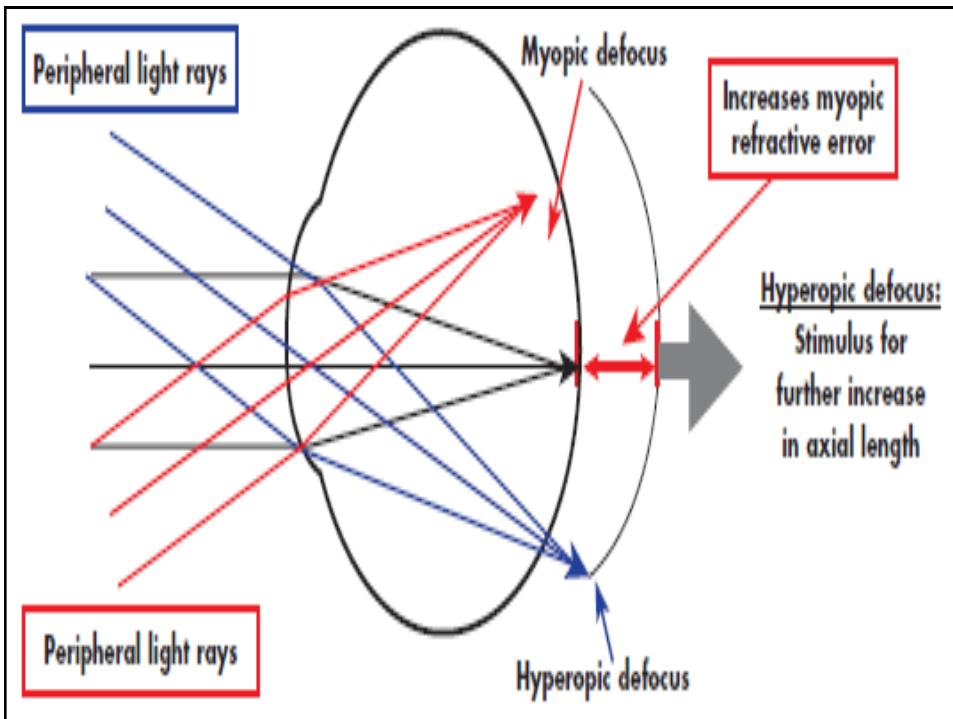 Peripheral light rays
Myopic defocus
Increases myopic
refractive error
Hyperopic defocus:
Stimulus for
further increase
in axial length
Peripheral light rays
Hyperopic defocus